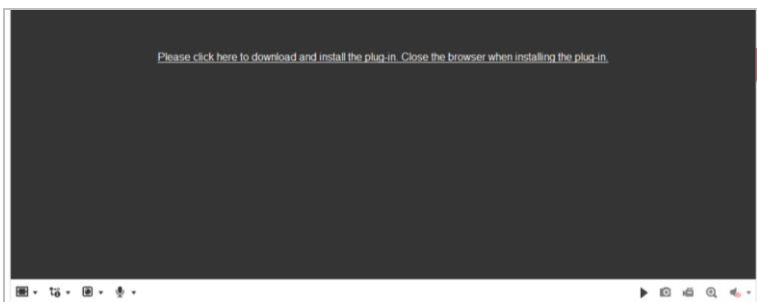 Please click here to download and install the plug-in. Close the browser when installing the plug-in.